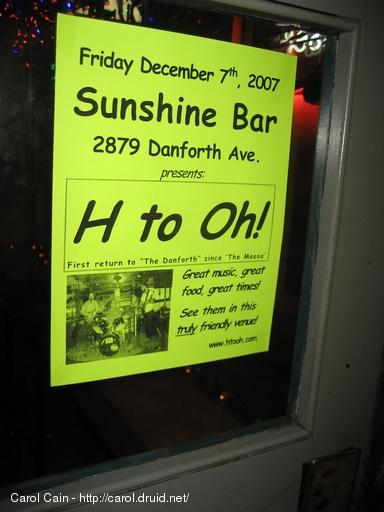 Friday December 7th, 2007
Sunshine Bar
2879 Danforth Ave.
presents:
H to Oh!
First return to "The Danforth" since 'The Moose'
Great music, great
food, great times!
See them in this
truly friendly venue!
www.htooh.com
Carol Cain - http://carol.druid.net/